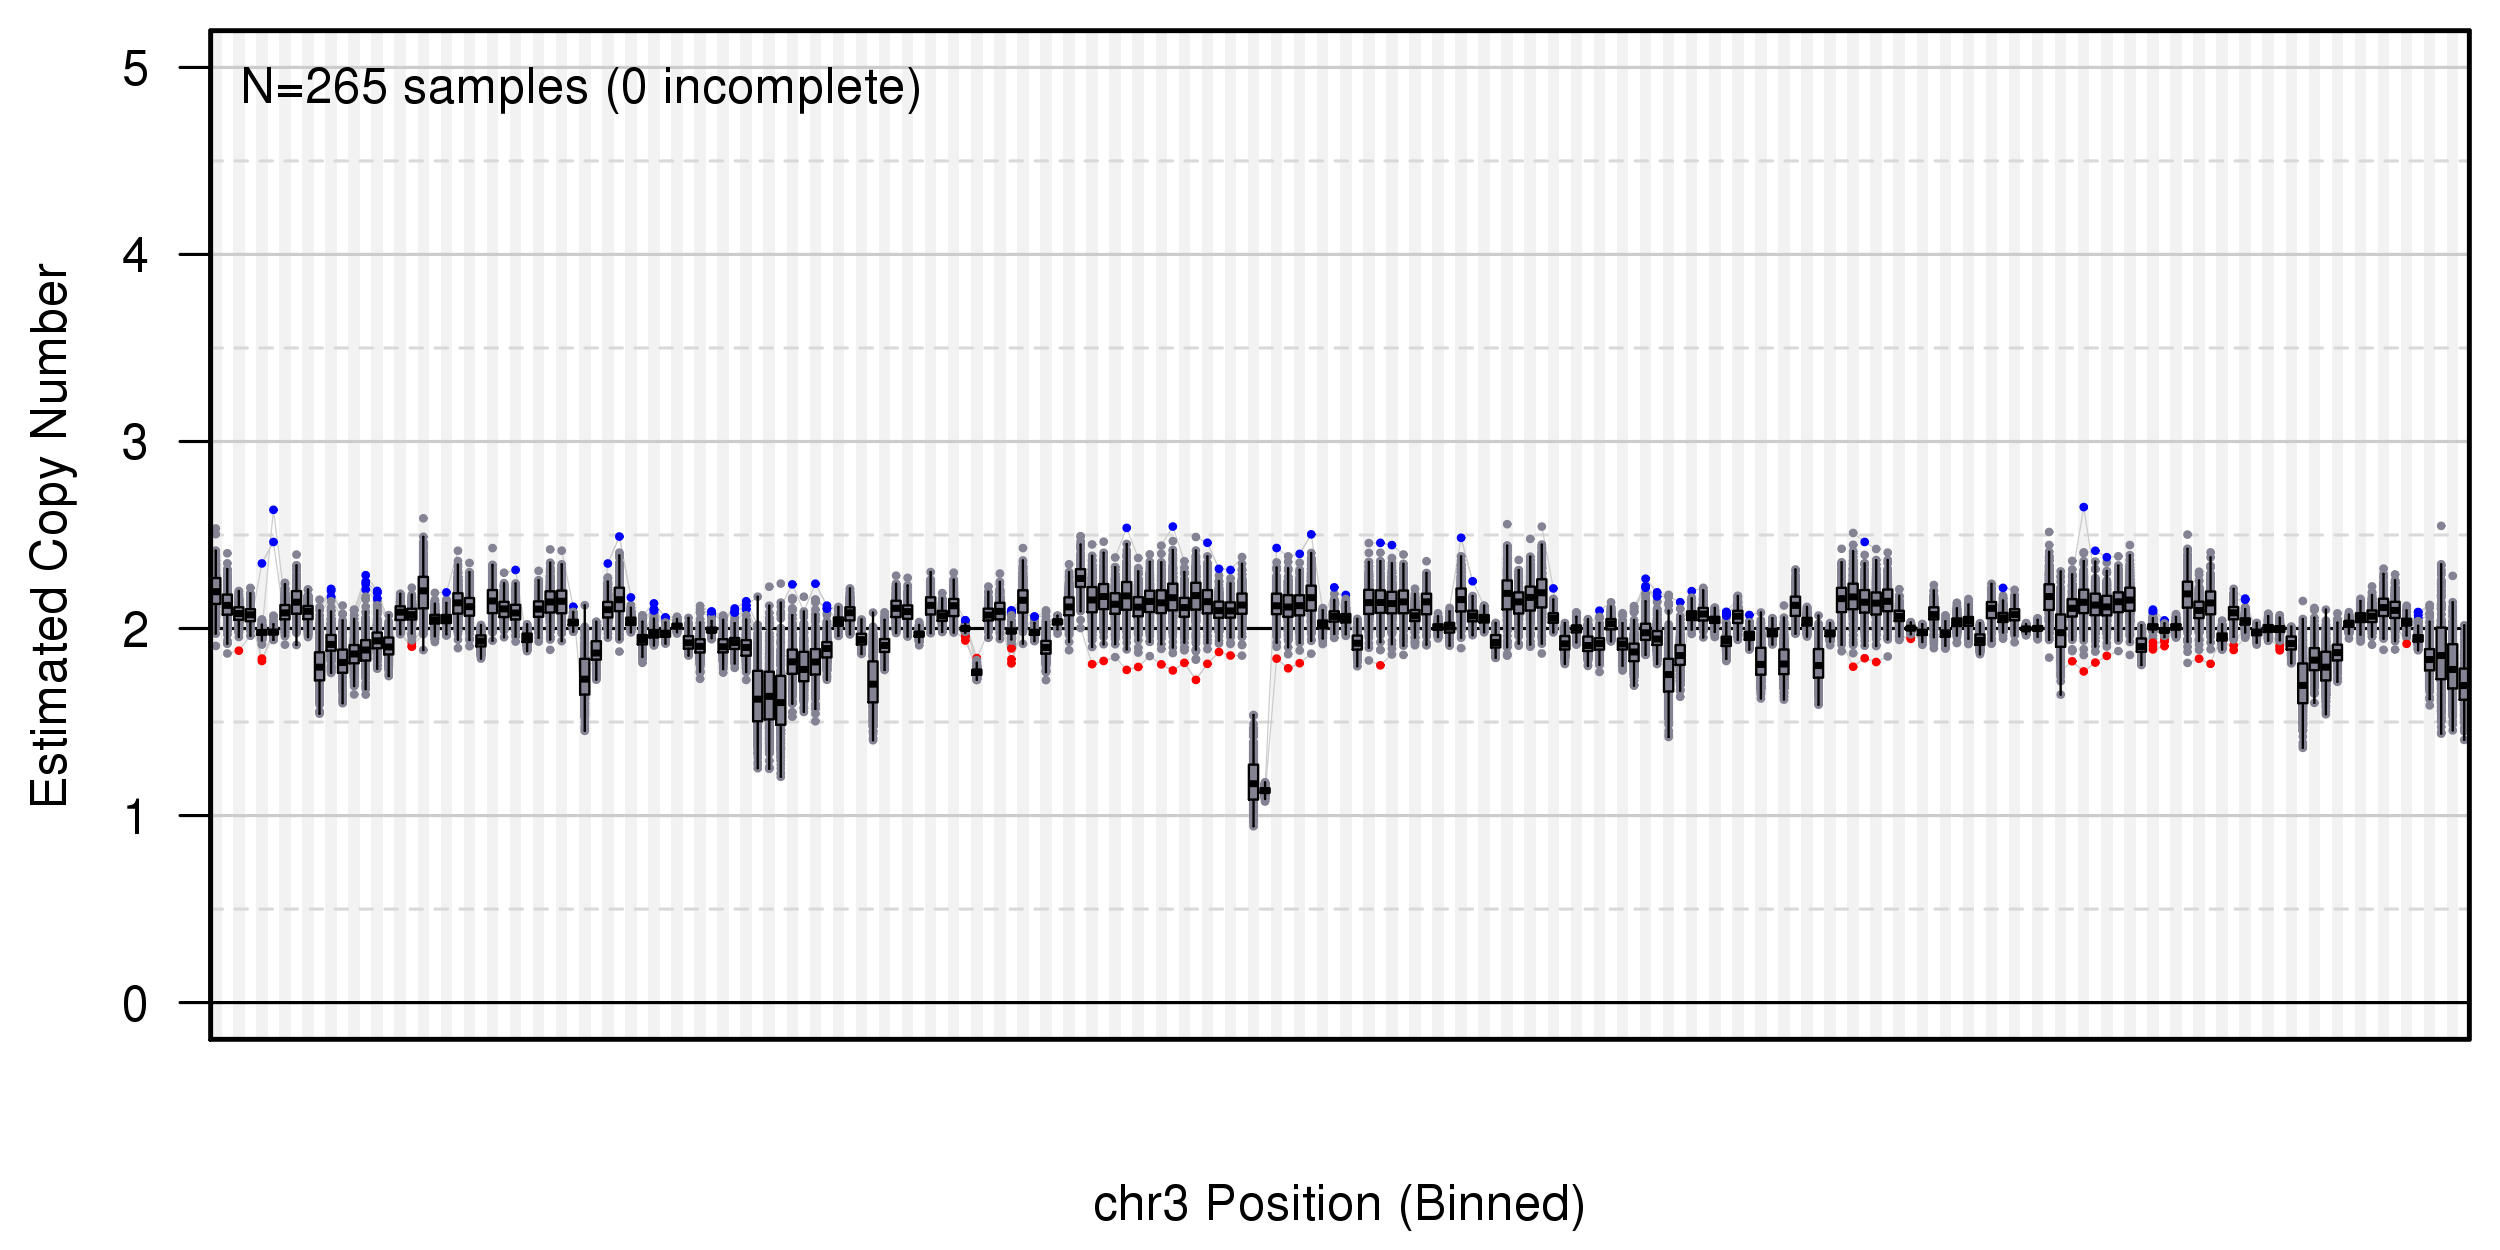 5
N=265 samples (0 incomplete)
4
3
2
1
0
Estimated Copy Number
chr3 Position (Binned)